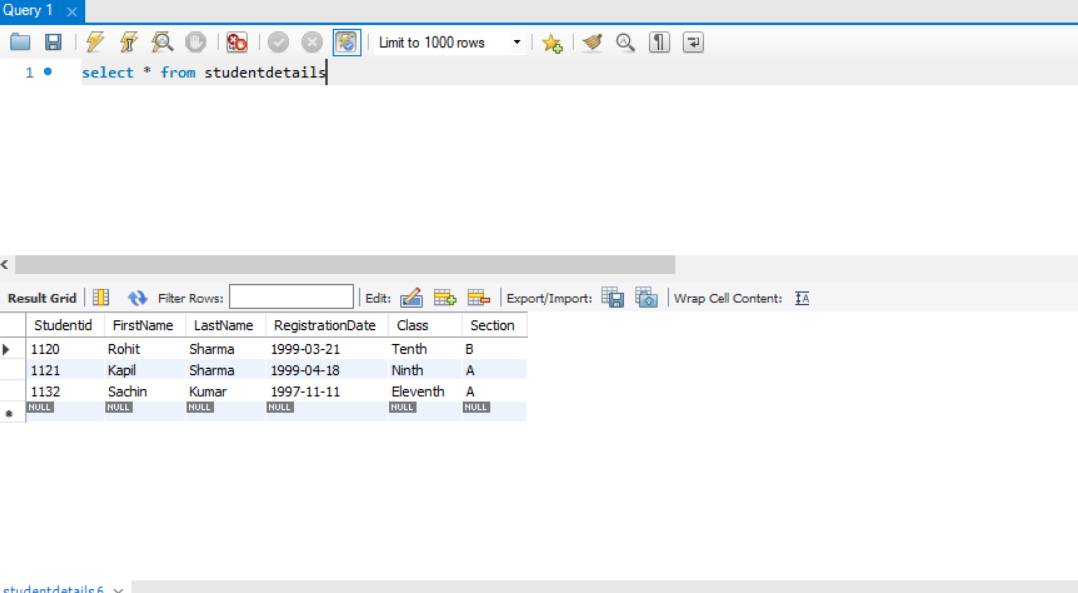 Query 1
Limit to 1000 rows
1 select * from studentdetails
Result Grid Filter Rows: Edit: Export/Import: Wrap Cell Content:
Studentid FirstName LastName RegistrationDate Class Section
1120 Rohit Sharma 1999-03-21 Tenth B
1121 Kapil Sharma 1999-04-18 Ninth A
1132 Sachin Kumar 1997-11-11 Eleventh A
NULL NULL NULL NULL NULL NULL
studentdetails6